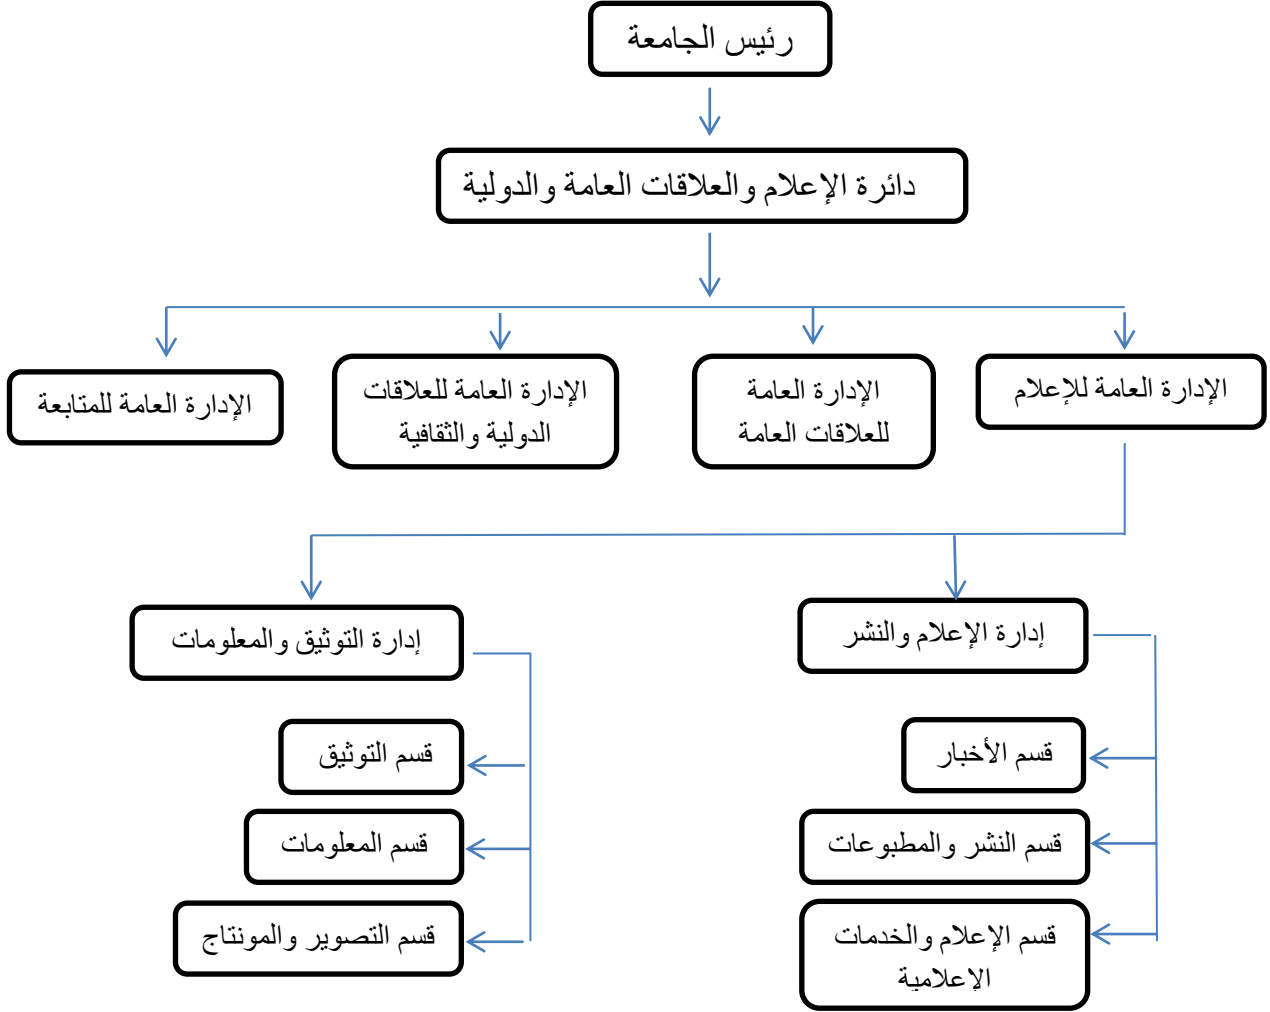 رئيس الجامعة
دائرة الإعلام والعلاقات العامة والدولية
الإدارة العامة للإعلام
الإدارة العامة
للعلاقات العامة
الإدارة العامة للعلاقات
الدولية والثقافية
الإدارة العامة للمتابعة
إدارة الإعلام والنشر
قسم الأخبار
قسم النشر والمطبوعات
قسم الإعلام والخدمات
الإعلامية
إدارة التوثيق والمعلومات
قسم التوثيق
قسم المعلومات
قسم التصوير والمونتاج